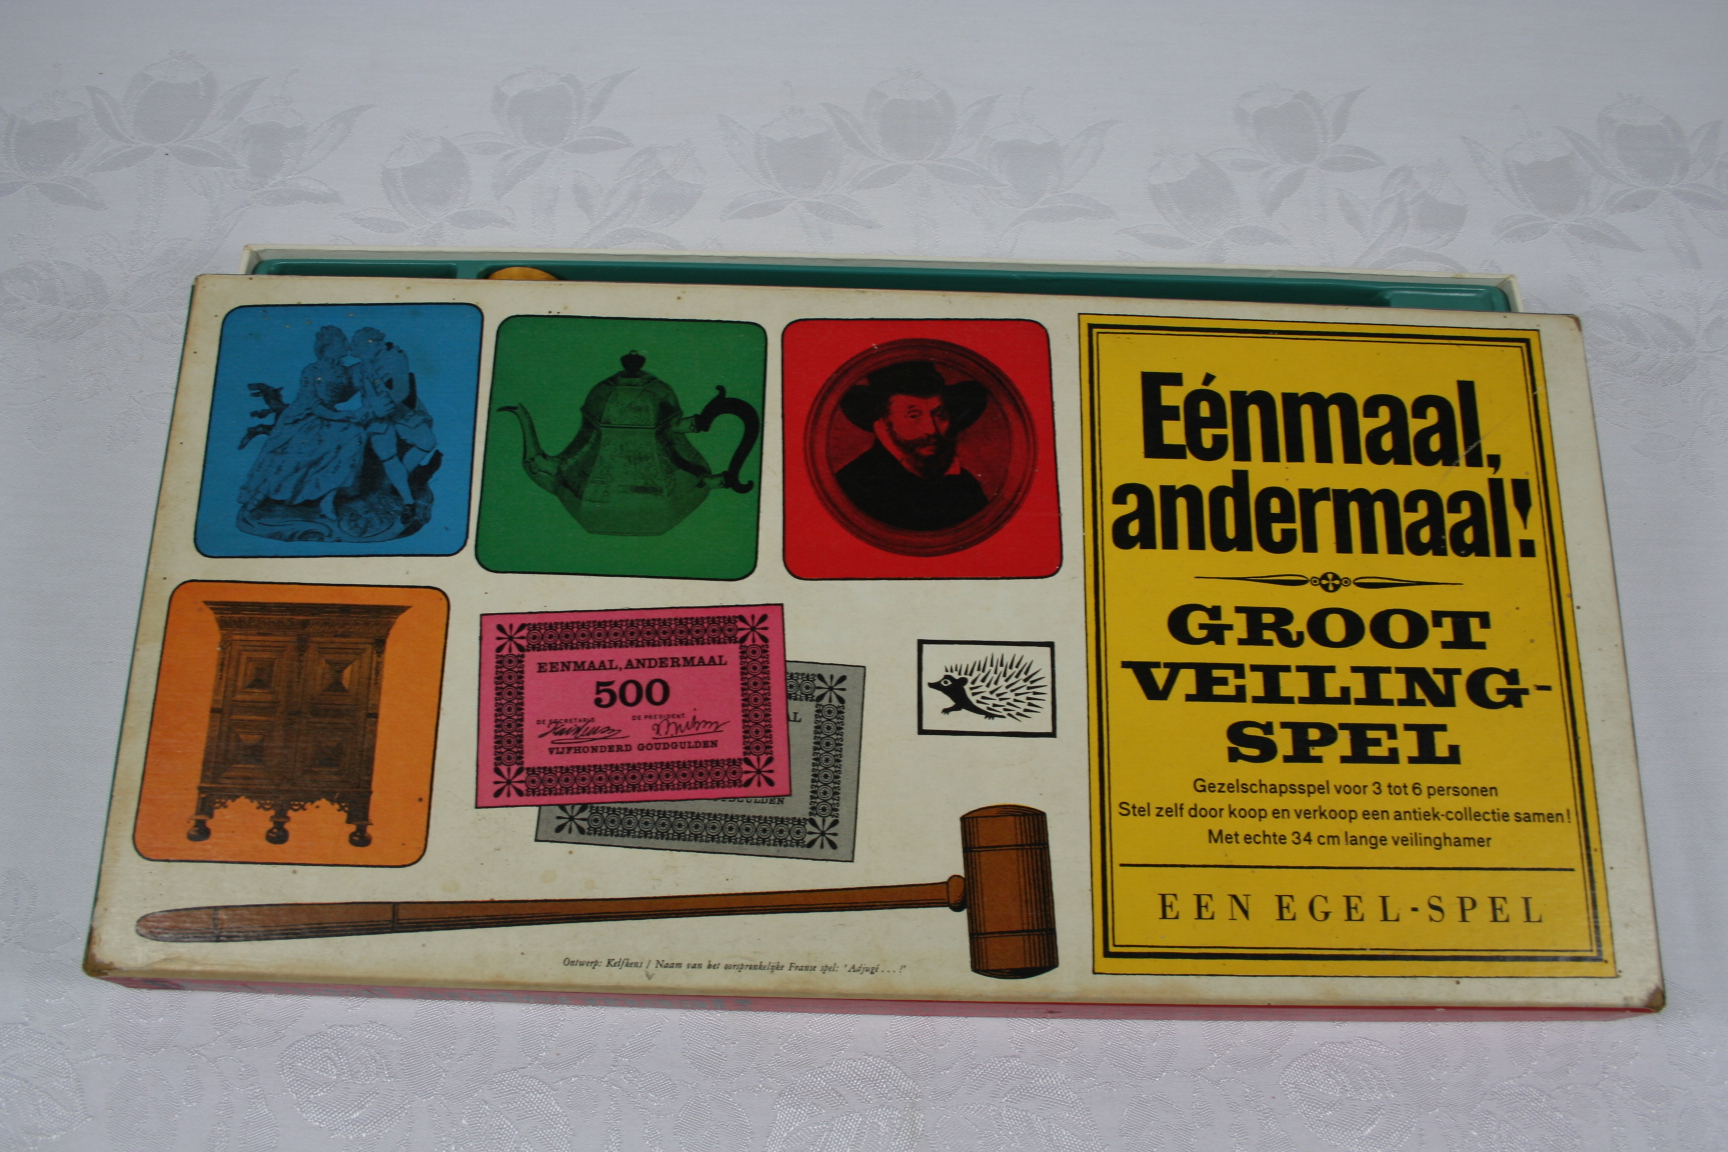 Eénmaal,
andermaal!
GROOT
VEILING-
SPEL
Gezelschapsspel voor 3 tot 6 personen
Stel zelf door koop en verkoop een antiek-collectie samen!
Met echte 34 cm lange veilinghamer
EEN EGEL-SPEL
EENMAAL, ANDERMAAL
500
DE SECRETARIS DE PRESIDENT
VIJFHONDERD GOUDGULDEN
AL
GOUDGULDEN
Ontwerp: Kelfkens / Naam van het oorspronkelijke Franse spel: 'Adjugé...!'